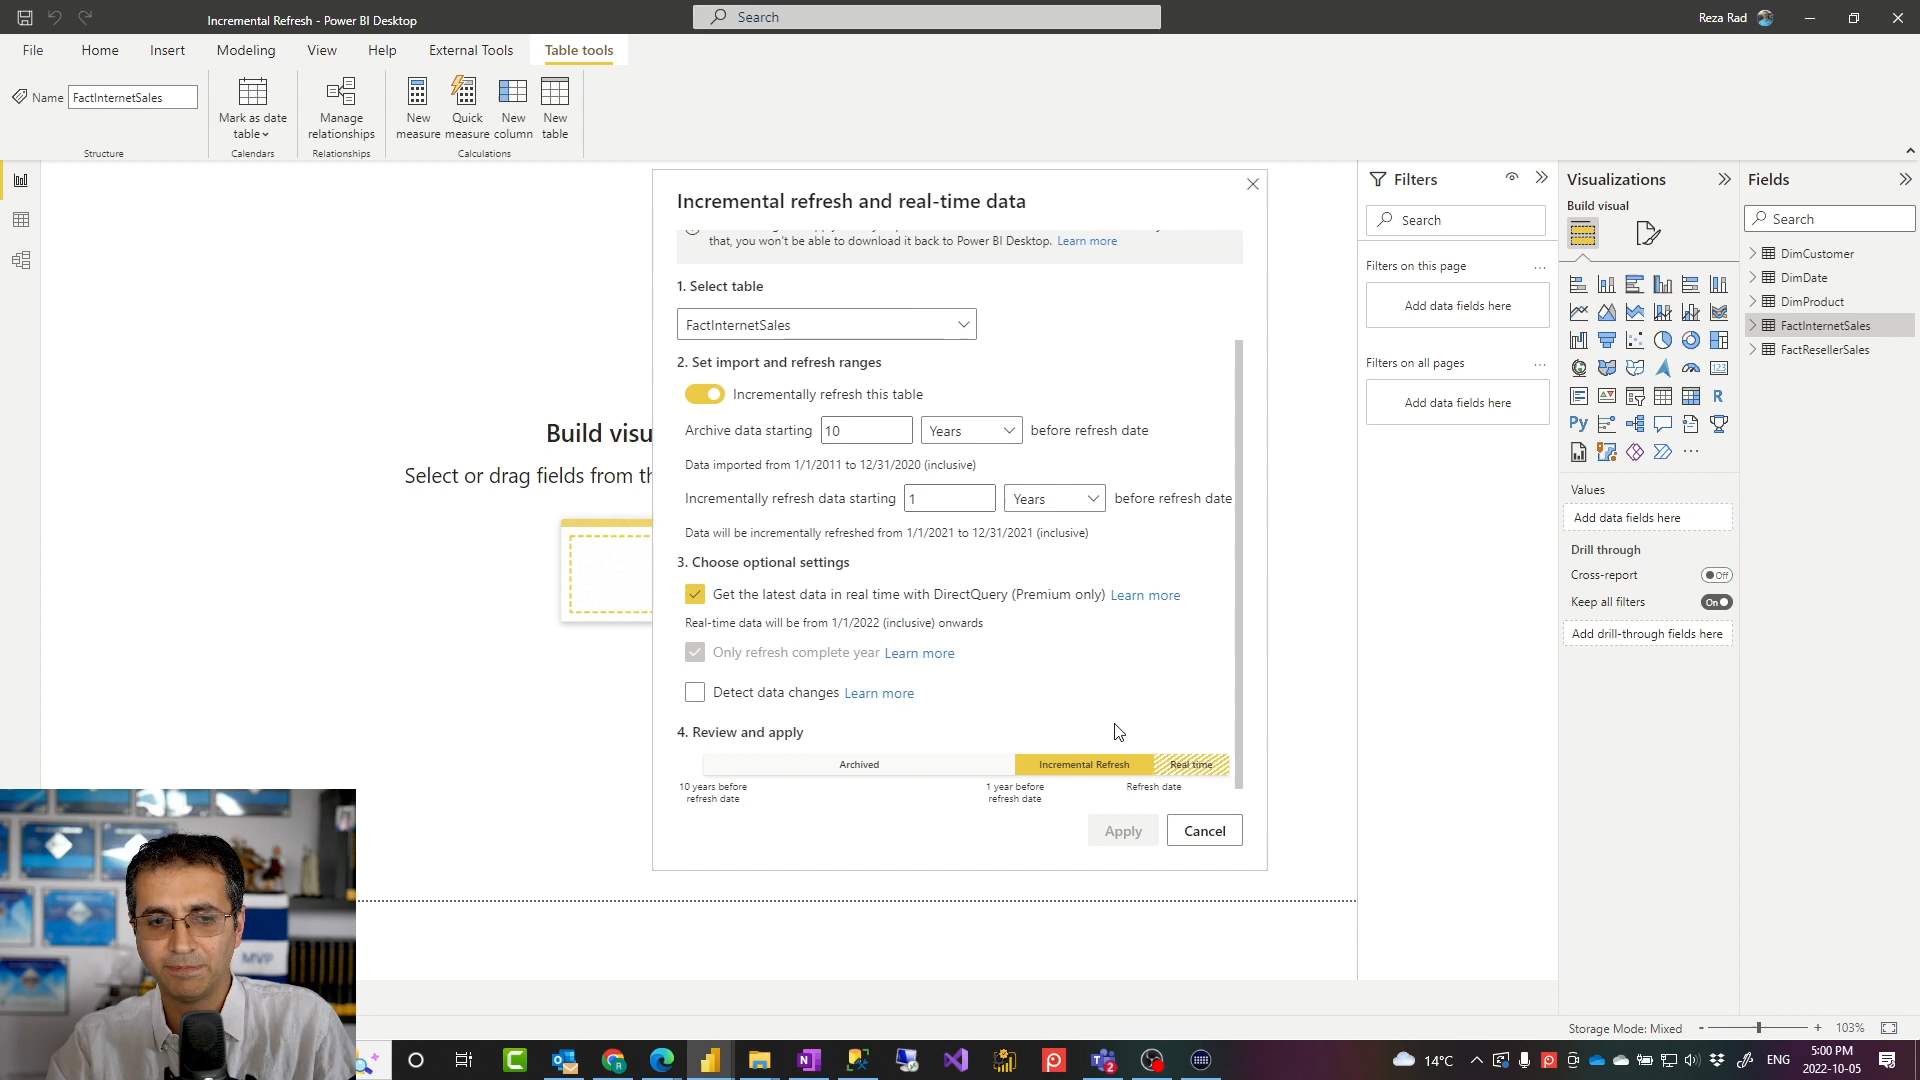 Incremental Refresh - Power BI Desktop
Search
Reza Rad
File
Home
Insert
Modeling
View
Help
External Tools
Table tools
Name
FactInternetSales
Mark as date
table
Manage
relationships
New
measure
Quick
measure
New
column
New
table
Structure
Calendars
Relationships
Calculations
Build visu
Select or drag fields from th
Incremental refresh and real-time data
that, you won't be able to download it back to Power BI Desktop. Learn more
1. Select table
FactInternetSales
2. Set import and refresh ranges
Incrementally refresh this table
Archive data starting 10 Years before refresh date
Data imported from 1/1/2011 to 12/31/2020 (inclusive)
Incrementally refresh data starting 1 Years before refresh date
Data will be incrementally refreshed from 1/1/2021 to 12/31/2021 (inclusive)
3. Choose optional settings
Get the latest data in real time with DirectQuery (Premium only) Learn more
Real-time data will be from 1/1/2022 (inclusive) onwards
Only refresh complete year Learn more
Detect data changes Learn more
4. Review and apply
Archived
Incremental Refresh
Real time
10 years before
refresh date
1 year before
refresh date
Refresh date
Apply
Cancel
Filters
Search
Filters on this page
...
Add data fields here
Filters on all pages
...
Add data fields here
Visualizations
Build visual
123
R
Py
...
Values
Add data fields here
Drill through
Cross-report
Off
Keep all filters
On
Add drill-through fields here
Fields
Search
DimCustomer
DimDate
DimProduct
FactInternetSales
FactResellerSales
MVP
Storage Mode: Mixed
- + 103%
14°C
ENG
5:00 PM
2022-10-05